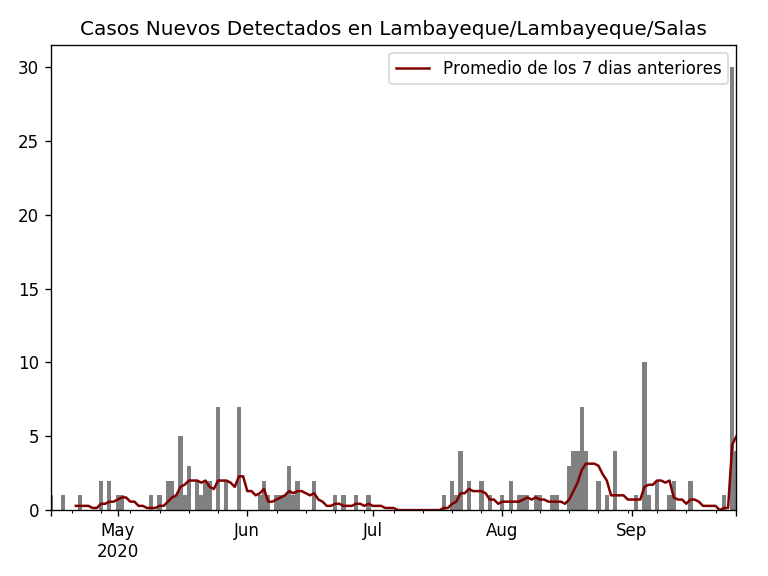 Casos Nuevos Detectados en Lambayeque/Lambayeque/Salas
Promedio de los 7 dias anteriores
30
25
20
15
10
5
0
May
2020
Jun
Jul
Aug
Sep